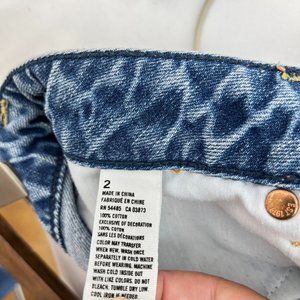 2
MADE IN CHINA
FABRIQUÉ EN CHINE
RN 54485 CA 03873
100% COTTON
EXCLUSIVE OF DECORATION
100% COTON
SANS LES DÉCORATIONS
COLOR MAY TRANSFER
WHEN NEW. WASH ONCE
SEPARATELY IN COLD WATER
BEFORE WEARING. MACHINE
WASH COLD INSIDE OUT
WITH LIKE COLORS. DO NOT
BLEACH. TUMBLE DRY LOW.
COOL IRON IF NEEDED